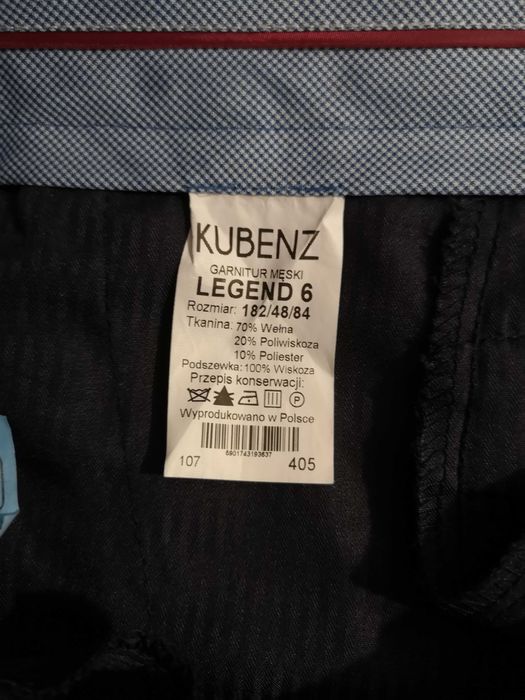 KUBENZ
GARNITUR MĘSKI
LEGEND 6
Rozmiar: 182/48/84
Tkanina: 70% Wełna
20% Poliwiskoza
10% Poliester
Podszewka: 100% Wiskoza
Przepis konserwacji:
P
Wyprodukowano w Polsce
5901743193637
107 405